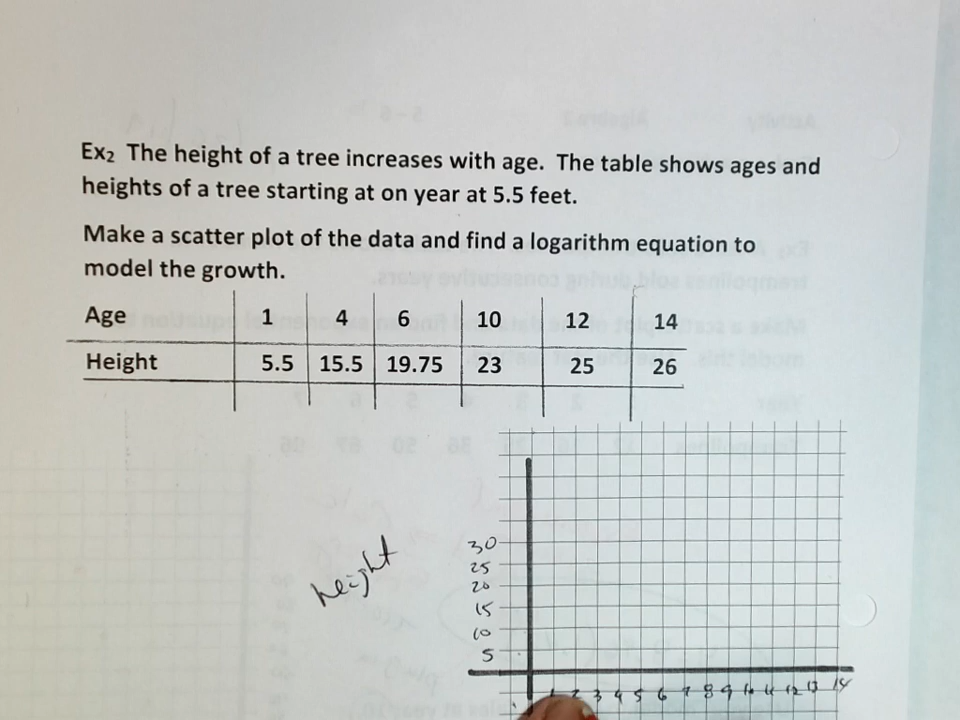 Ex₂ The height of a tree increases with age. The table shows ages and
heights of a tree starting at on year at 5.5 feet.
Make a scatter plot of the data and find a logarithm equation to
model the growth.
Age 1 4 6 10 12 14
Height 5.5 15.5 19.75 23 25 26
height
30
25
20
15
10
5
1 2 3 4 5 6 7 8 9 10 11 12 13 14